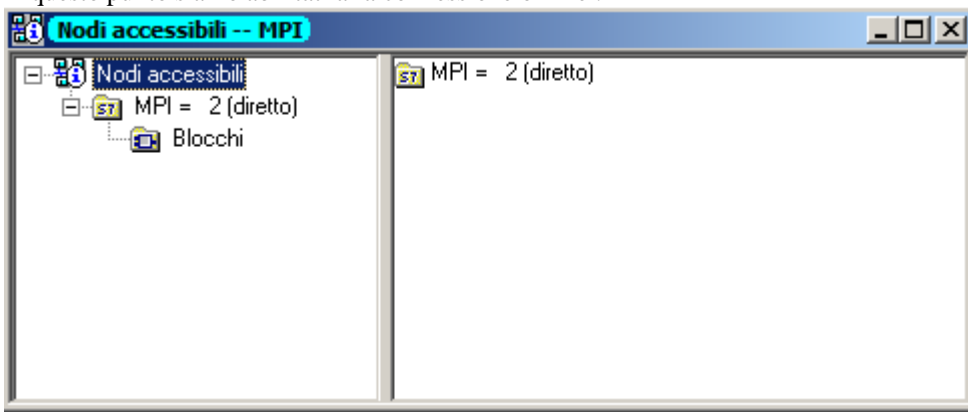 Nodi accessibili -- MPI
Nodi accessibili
MPI = 2 (diretto)
Blocchi
MPI = 2 (diretto)